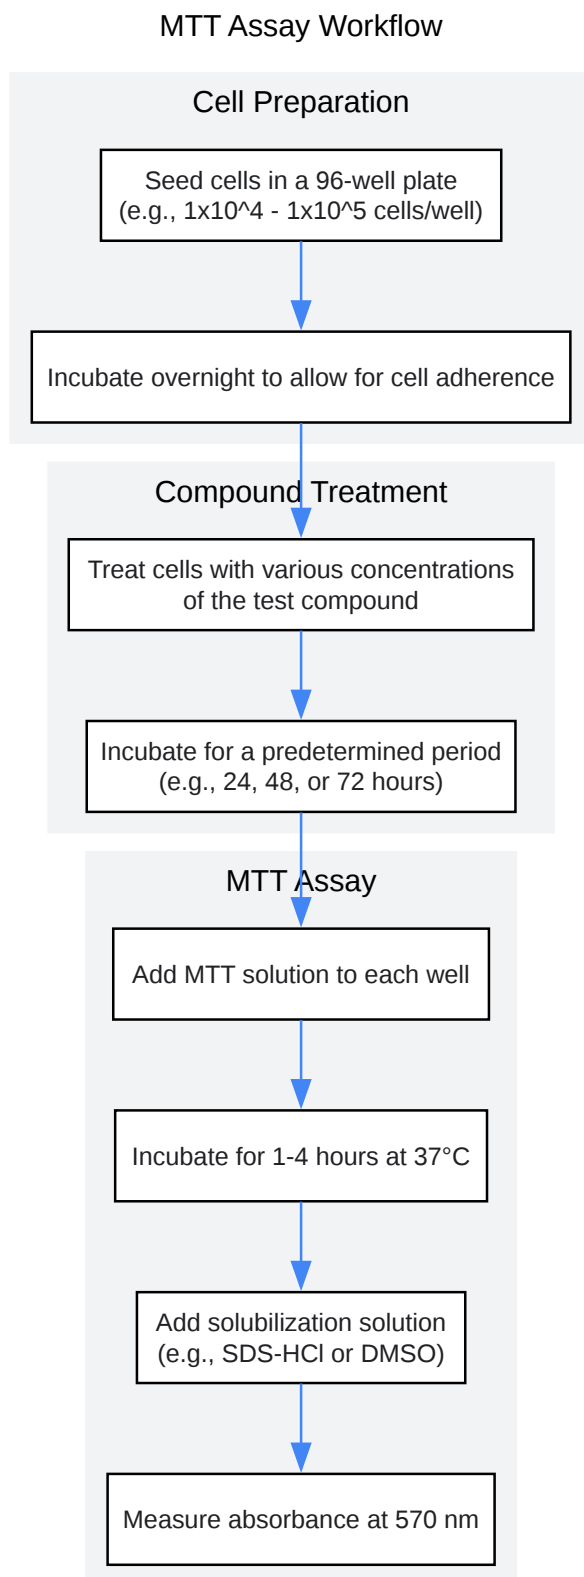 MTT Assay Workflow
Cell Preparation
Seed cells in a 96-well plate
(e.g., 1x10^4 - 1x10^5 cells/well)
Incubate overnight to allow for cell adherence
Compound Treatment
Treat cells with various concentrations
of the test compound
Incubate for a predetermined period
(e.g., 24, 48, or 72 hours)
MTT Assay
Add MTT solution to each well
Incubate for 1-4 hours at 37°C
Add solubilization solution
(e.g., SDS-HCl or DMSO)
Measure absorbance at 570 nm